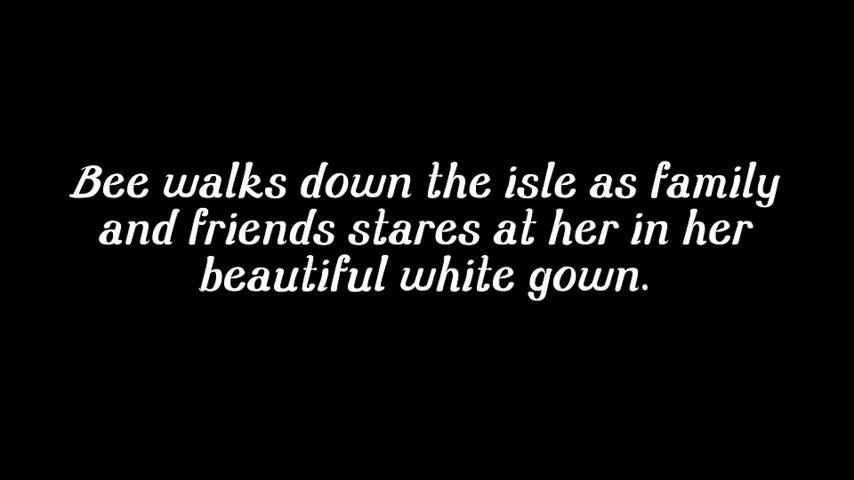 Bee walks down the isle as family
and friends stares at her in her
beautiful white gown.